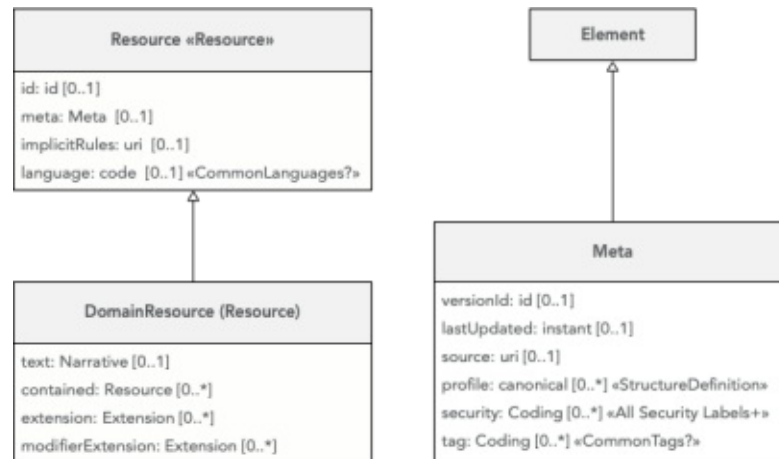 Resource «Resource»
id: id [0..1]
meta: Meta [0..1]
implicitRules: uri [0..1]
language: code [0..1] «CommonLanguages?»
DomainResource (Resource)
text: Narrative [0..1]
contained: Resource [0..*]
extension: Extension [0..*]
modifierExtension: Extension [0..*]
Element
Meta
versionId: id [0..1]
lastUpdated: instant [0..1]
source: uri [0..1]
profile: canonical [0..*] «StructureDefinition»
security: Coding [0..*] «All Security Labels+»
tag: Coding [0..*] «CommonTags?»